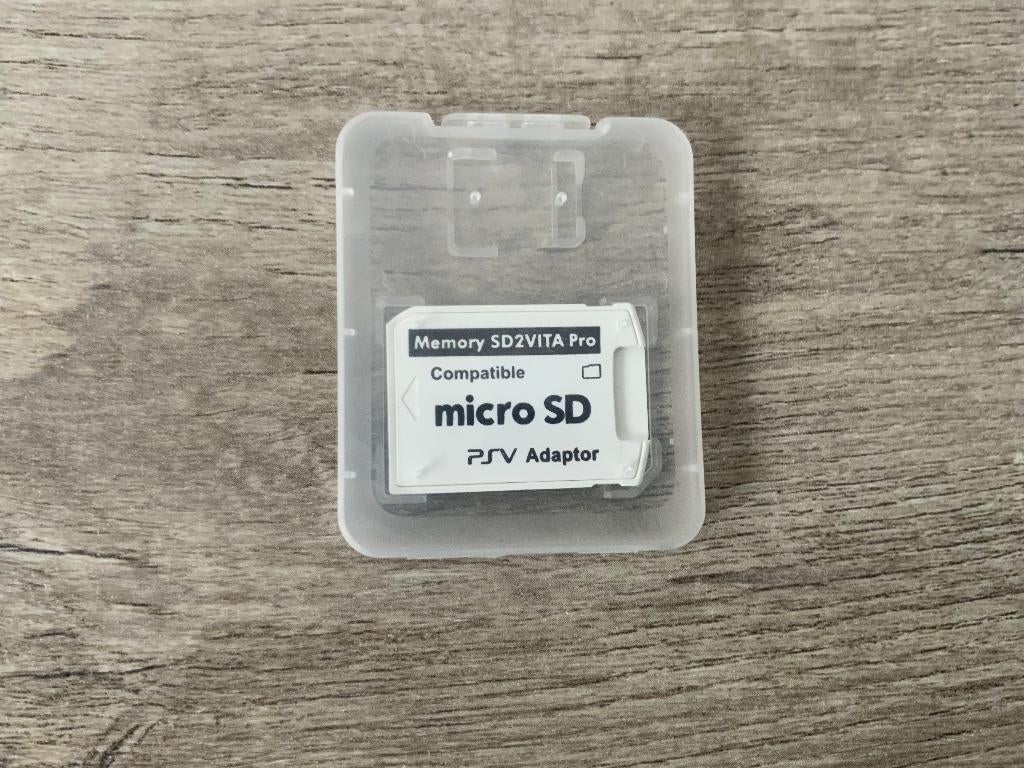 Memory SD2VITA Pro
Compatible
micro SD
PSV Adaptor